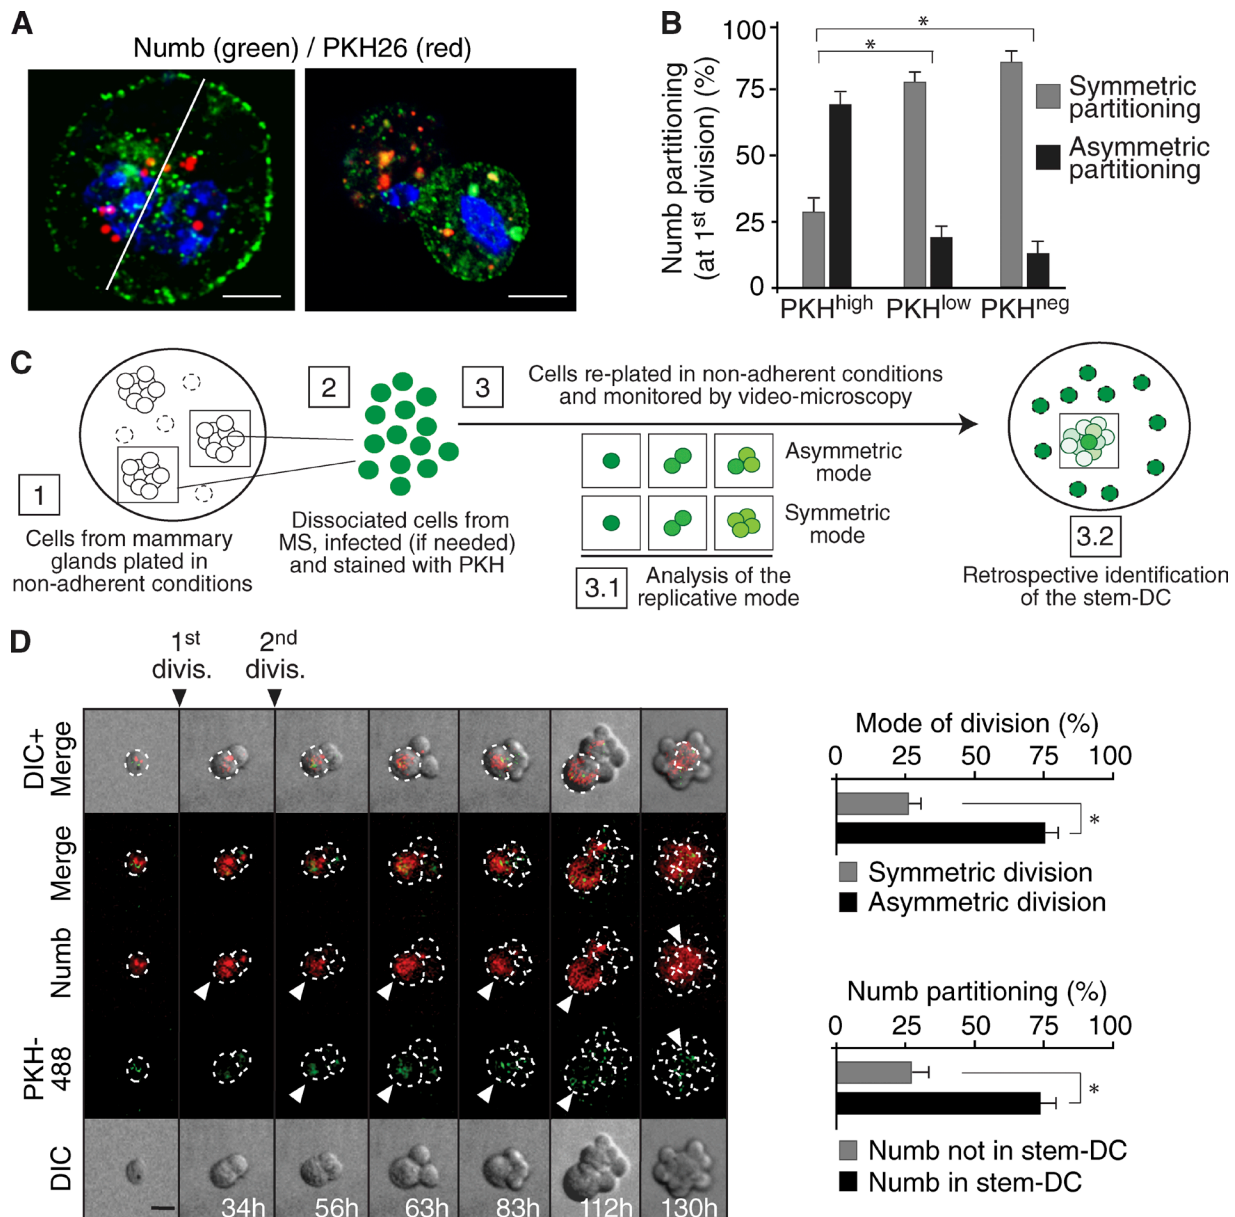 A
Numb (green) / PKH26 (red)
B
Numb partitioning
(at 1st division) (%)
100
75
50
25
0
*
*
PKHhigh
PKHlow
PKHneg
Symmetric
partitioning
Asymmetric
partitioning
C
1
Cells from mammary
glands plated in
non-adherent conditions
2
Dissociated cells from
MS, infected (if needed)
and stained with PKH
3
Cells re-plated in non-adherent conditions
and monitored by video-microscopy
Asymmetric
mode
Symmetric
mode
3.1
Analysis of the
replicative mode
3.2
Retrospective identification
of the stem-DC
D
1st
divis.
2nd
divis.
DIC+
Merge
Merge
Numb
PKH-
488
DIC
34h
56h
63h
83h
112h
130h
Mode of division (%)
0 25 50 75 100
*
Symmetric division
Asymmetric division
Numb partitioning (%)
0 25 50 75 100
*
Numb not in stem-DC
Numb in stem-DC